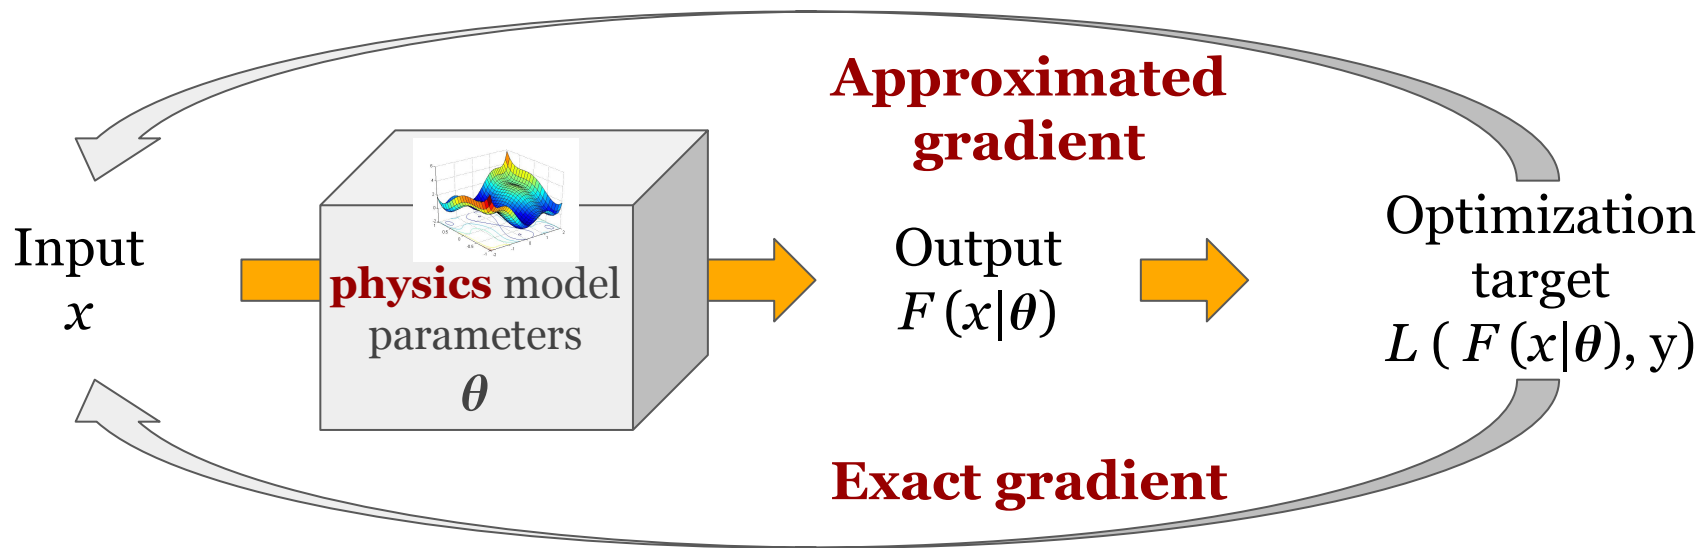 Approximated
gradient
Input
x
physics model
parameters
θ
Output
F (x|θ)
Optimization
target
L ( F (x|θ), y)
Exact gradient